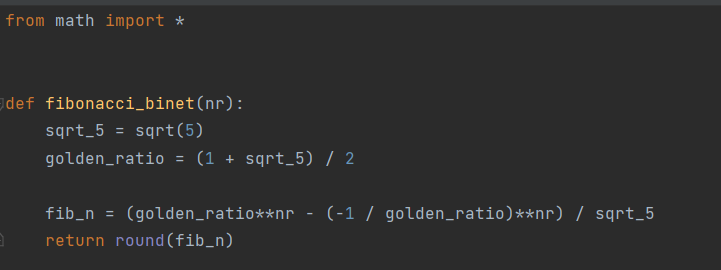 from math import *
def fibonacci_binet(nr):
    sqrt_5 = sqrt(5)
    golden_ratio = (1 + sqrt_5) / 2
    fib_n = (golden_ratio**nr - (-1 / golden_ratio)**nr) / sqrt_5
    return round(fib_n)